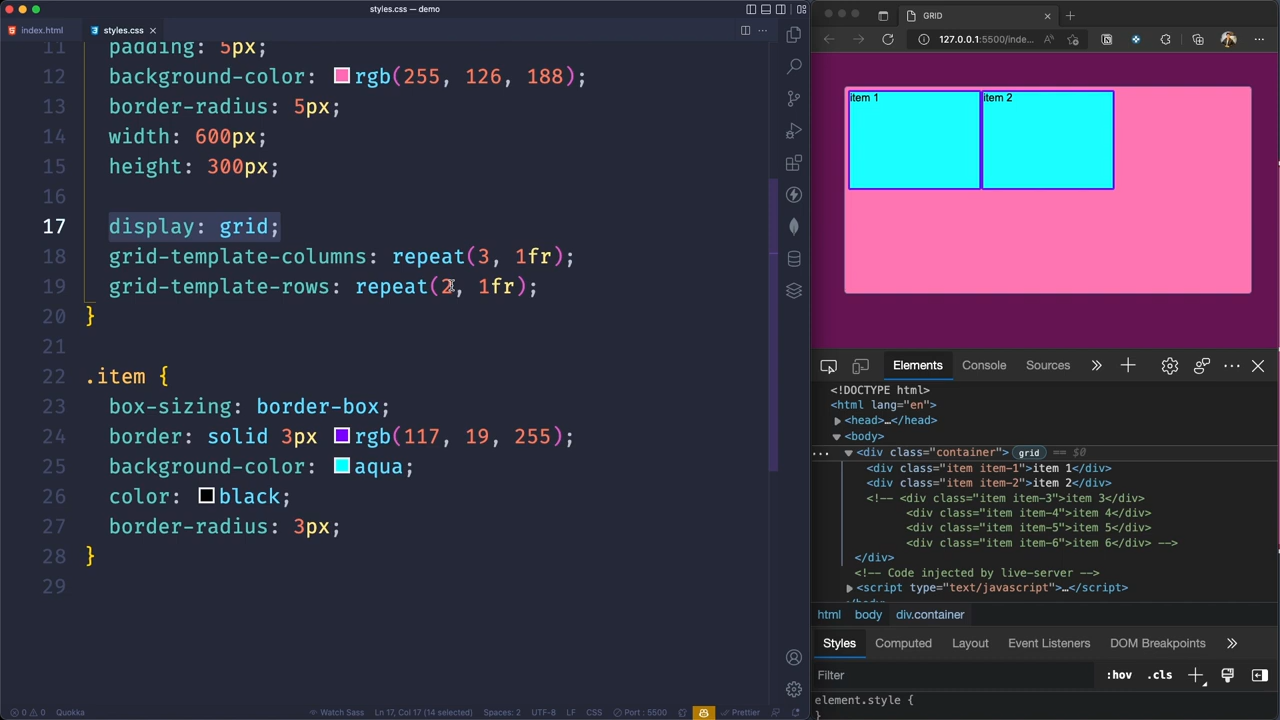 styles.css — demo
index.html
styles.css
11 padding: 5px;
12 background-color: rgb(255, 126, 188);
13 border-radius: 5px;
14 width: 600px;
15 height: 300px;
16
17 display: grid;
18 grid-template-columns: repeat(3, 1fr);
19 grid-template-rows: repeat(2, 1fr);
20 }
21
22 .item {
23 box-sizing: border-box;
24 border: solid 3px rgb(117, 19, 255);
25 background-color: aqua;
26 color: black;
27 border-radius: 3px;
28 }
29
0 0 Quokka
Watch Sass Ln 17, Col 17 (14 selected) Spaces: 2 UTF-8 LF CSS Port : 5500 Prettier
GRID
127.0.0.1:5500/inde...
item 1
item 2
Elements Console Sources
<!DOCTYPE html>
<html lang="en">
<head>…</head>
<body>
<div class="container"> grid == $0
<div class="item item-1">item 1</div>
<div class="item item-2">item 2</div>
<!-- <div class="item item-3">item 3</div>
<div class="item item-4">item 4</div>
<div class="item item-5">item 5</div>
<div class="item item-6">item 6</div> -->
</div>
<!-- Code injected by live-server -->
<script type="text/javascript">…</script>
html body div.container
Styles Computed Layout Event Listeners DOM Breakpoints
Filter
:hov .cls
element.style {
}